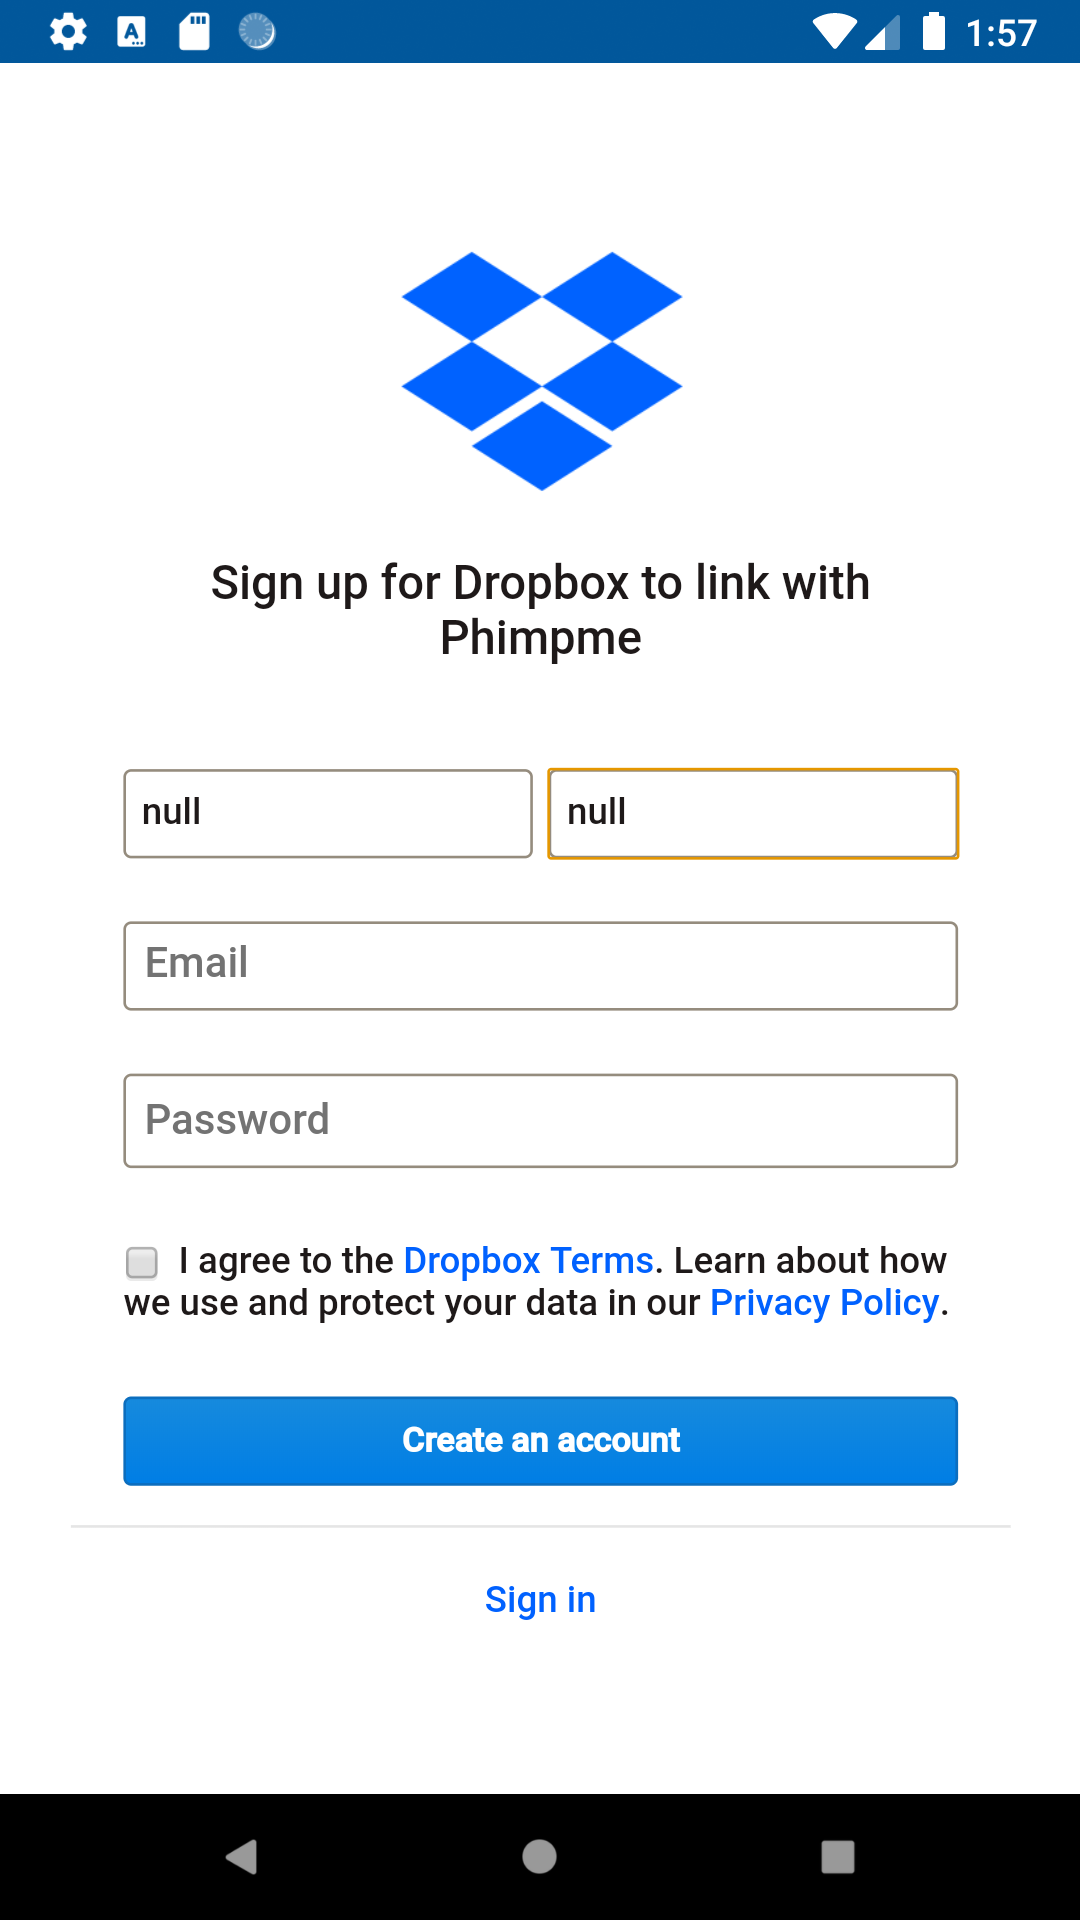 1:57
Sign up for Dropbox to link with
Phimpme
null null
Email
Password
I agree to the Dropbox Terms. Learn about how
we use and protect your data in our Privacy Policy.
Create an account
Sign in